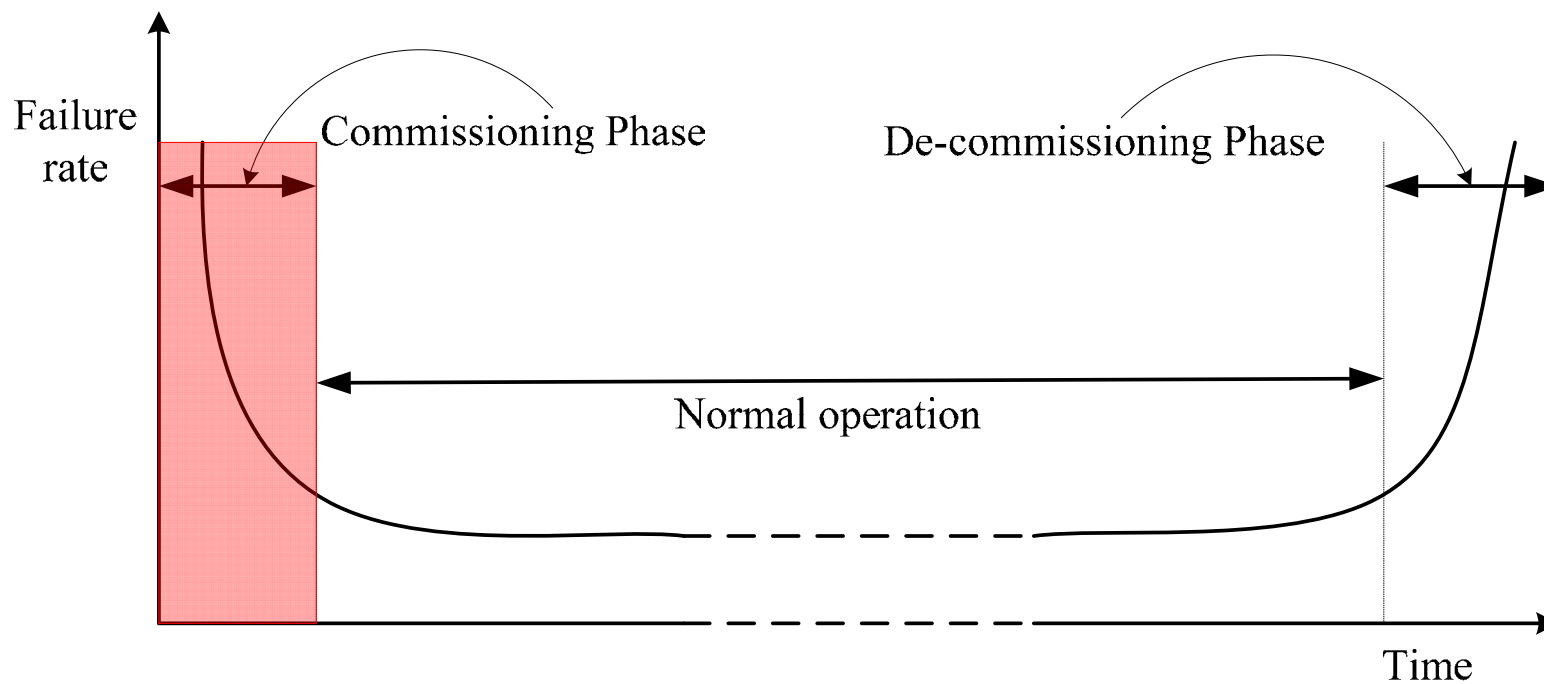 Failure
rate
Commissioning Phase
De-commissioning Phase
Normal operation
Time